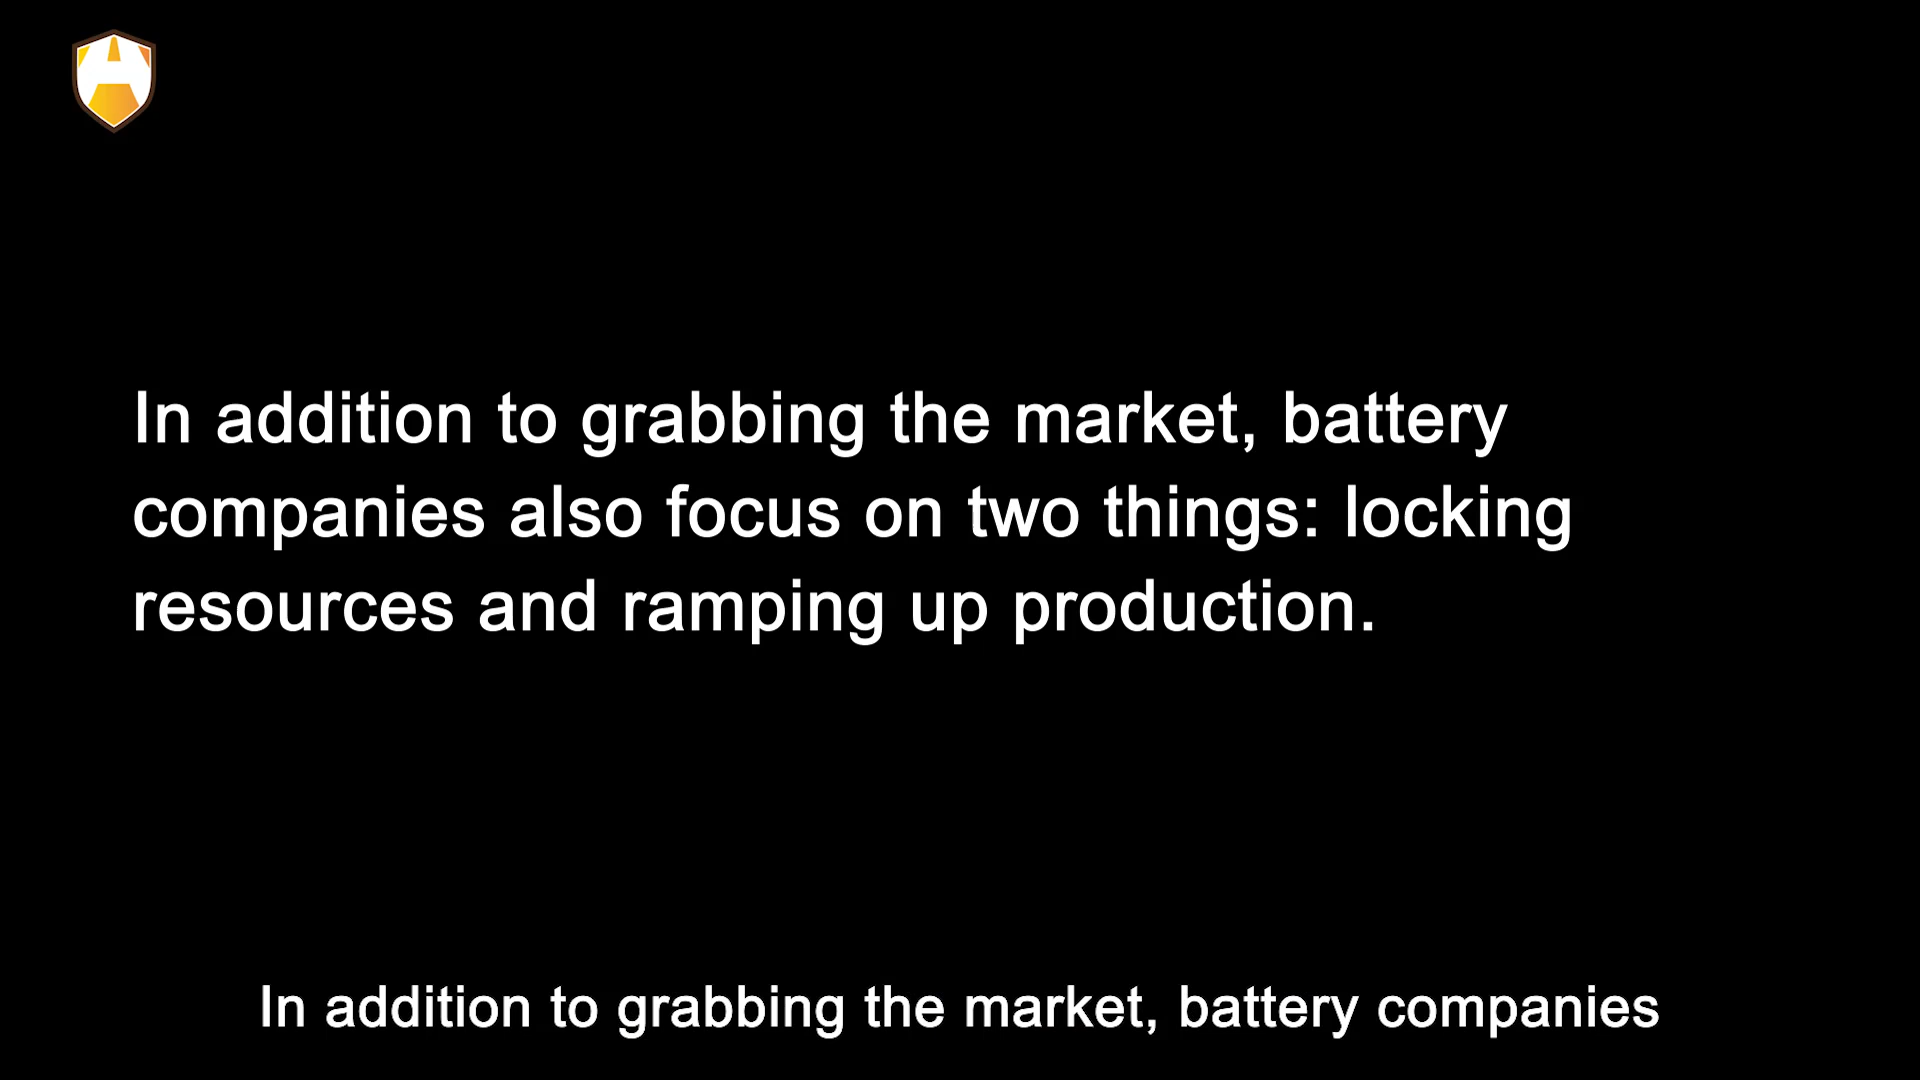 In addition to grabbing the market, battery
companies also focus on two things: locking
resources and ramping up production.
In addition to grabbing the market, battery companies